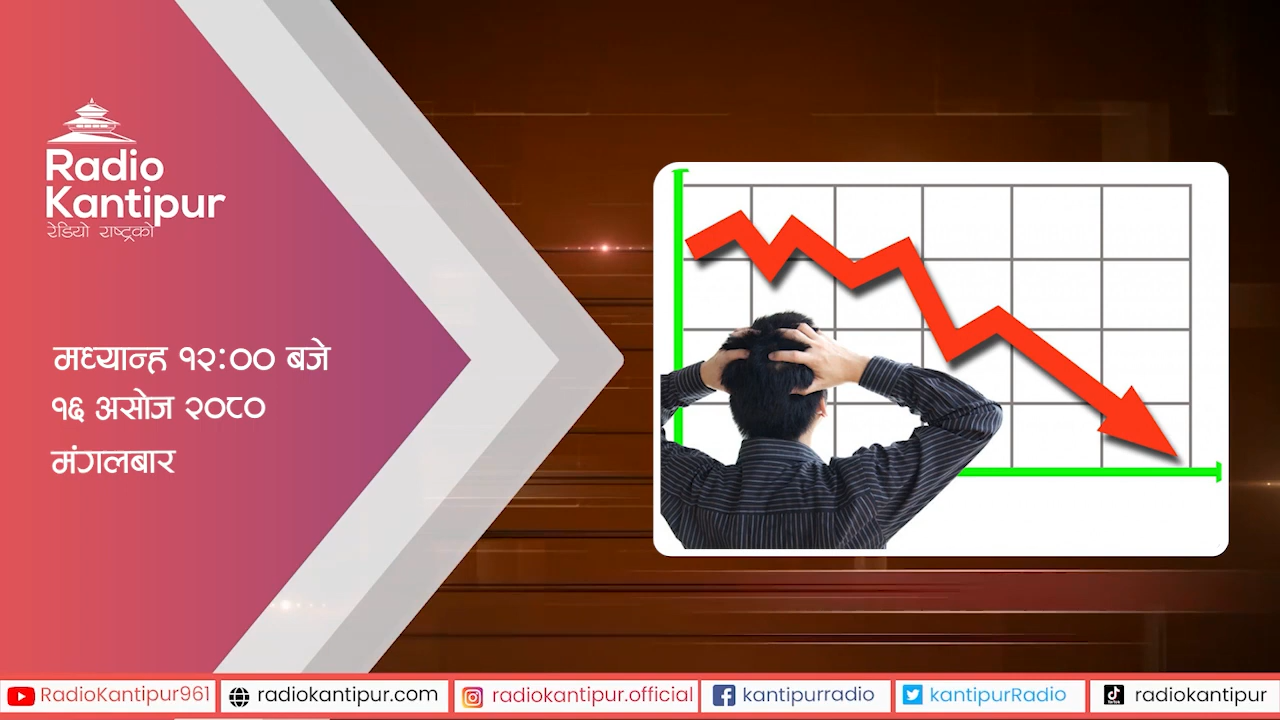 Radio
Kantipur
रेडियो राष्ट्रको
मध्यान्ह १२:०० बजे
१६ असोज २०८०
मंगलबार
RadioKantipur961
radiokantipur.com
radiokantipur.official
kantipurradio
kantipurRadio
radiokantipur